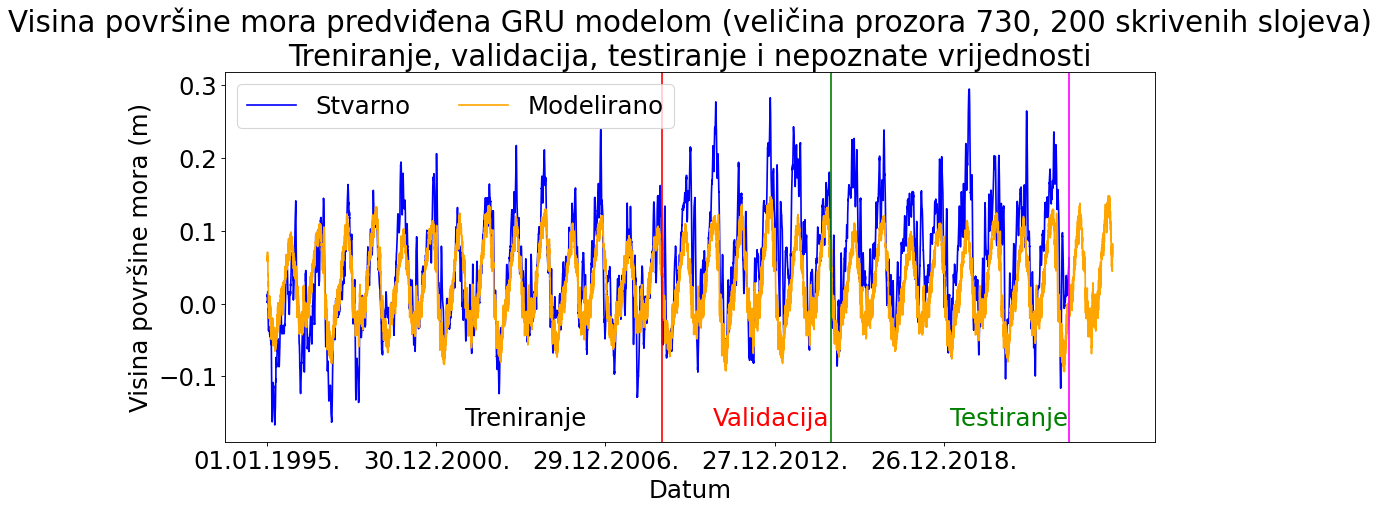 Visina površine mora predviđena GRU modelom (veličina prozora 730, 200 skrivenih slojeva)
Treniranje, validacija, testiranje i nepoznate vrijednosti
Stvarno
Modelirano
Visina površine mora (m)
0.3
0.2
0.1
0.0
−0.1
Treniranje
Validacija
Testiranje
01.01.1995.
30.12.2000.
29.12.2006.
27.12.2012.
26.12.2018.
Datum